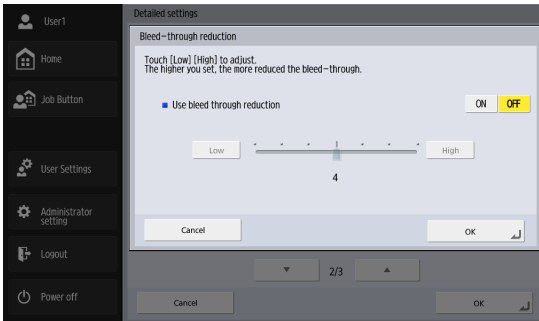 User1
Home
Job Button
User Settings
Administrator
setting
Logout
Power off
Detailed settings
Bleed-through reduction
Touch [Low] [High] to adjust.
The higher you set, the more reduced the bleed-through.
Use bleed through reduction
ON OFF
Low High
4
Cancel OK
2/3
Cancel OK